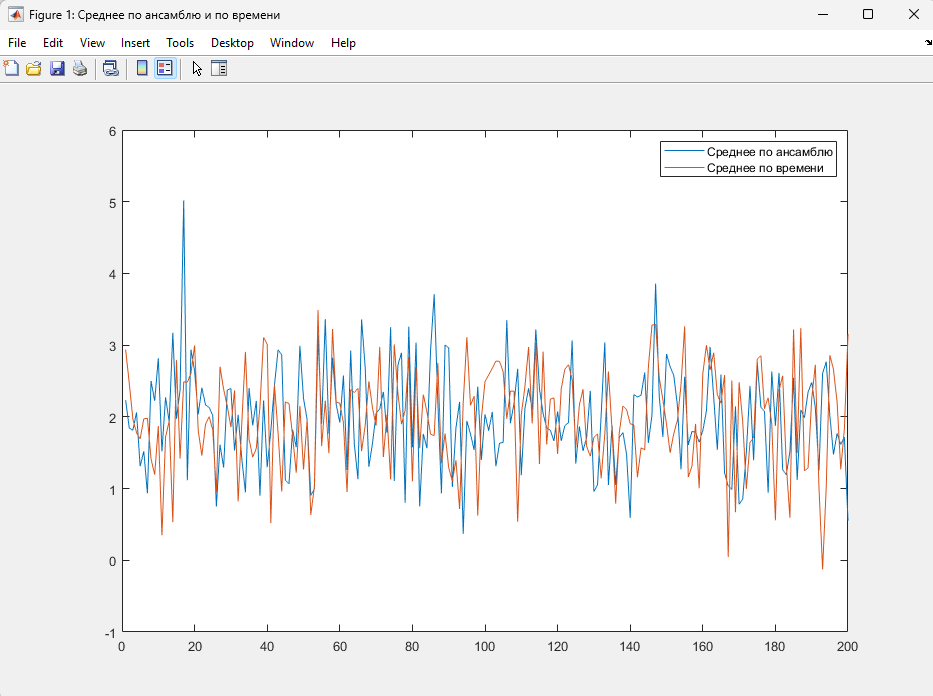 Figure 1: Среднее по ансамблю и по времени
File Edit View Insert Tools Desktop Window Help
6
Среднее по ансамблю
Среднее по времени
5
4
3
2
1
0
-1
0 20 40 60 80 100 120 140 160 180 200